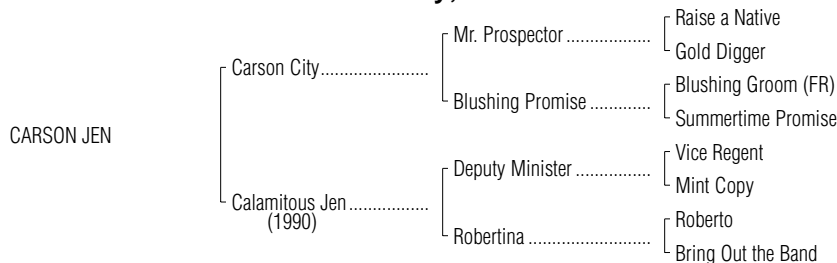 Raise a Native
Mr. Prospector ..................
Gold Digger
Carson City.......................
Blushing Groom (FR)
Blushing Promise .............
Summertime Promise
CARSON JEN
Vice Regent
Deputy Minister ................
Mint Copy
Calamitous Jen.................
(1990)
Roberto
Robertina ..........................
Bring Out the Band